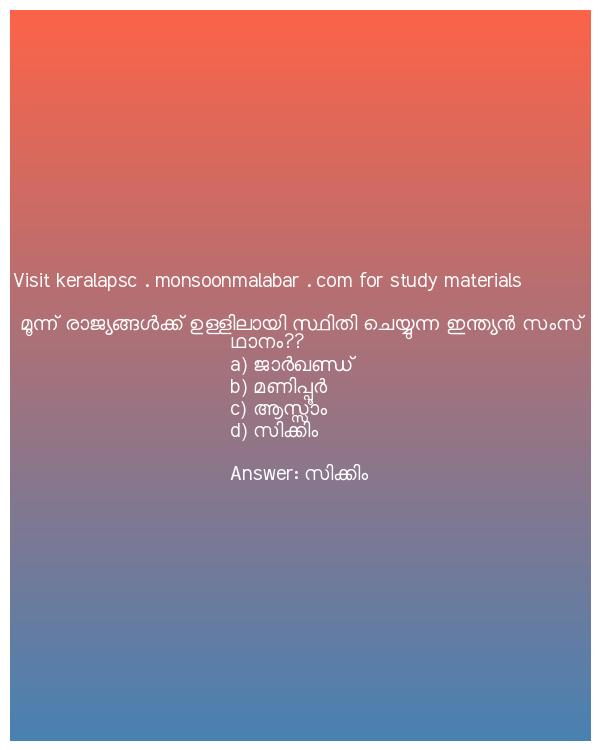 Visit keralapsc . monsoonmalabar . com for study materials
മൂന്ന് രാജ്യങ്ങൾക്ക് ഉള്ളിലായി സ്ഥിതി ചെയ്യുന്ന ഇന്ത്യൻ സംസ്
ഥാനം??
a) ജാർഖണ്ഡ്
b) മണിപ്പൂർ
c) ആസ്സാം
d) സിക്കിം
Answer: സിക്കിം